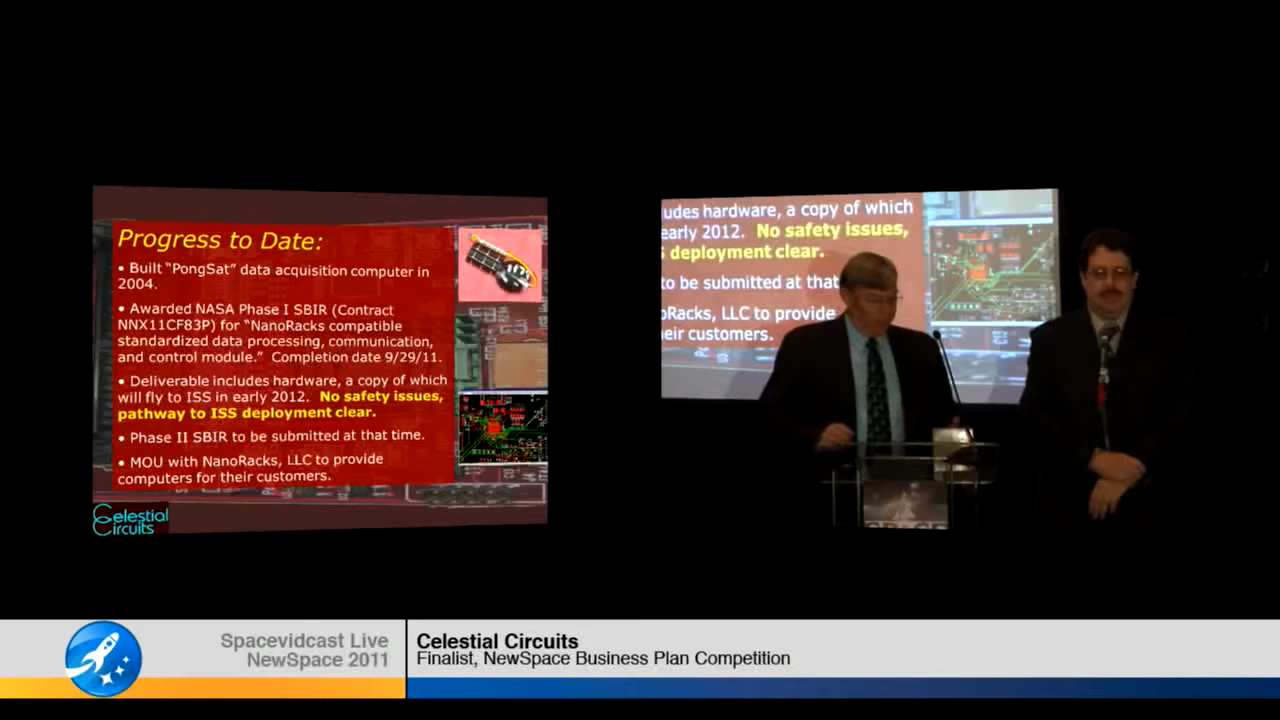 Progress to Date:
• Built “PongSat” data acquisition computer in
2004.
• Awarded NASA Phase I SBIR (Contract
NNX11CF83P) for “NanoRacks compatible
standardized data processing, communication,
and control module.”  Completion date 9/29/11.
• Deliverable includes hardware, a copy of which
will fly to ISS in early 2012.  No safety issues,
pathway to ISS deployment clear.
• Phase II SBIR to be submitted at that time.
• MOU with NanoRacks, LLC to provide
computers for their customers.
Celestial
Circuits
udes hardware, a copy of which
early 2012.  No safety issues,
deployment clear.
to be submitted at that
Racks, LLC to provide
eir customers.
SPACE
Spacevidcast Live
NewSpace 2011
Celestial Circuits
Finalist, NewSpace Business Plan Competition